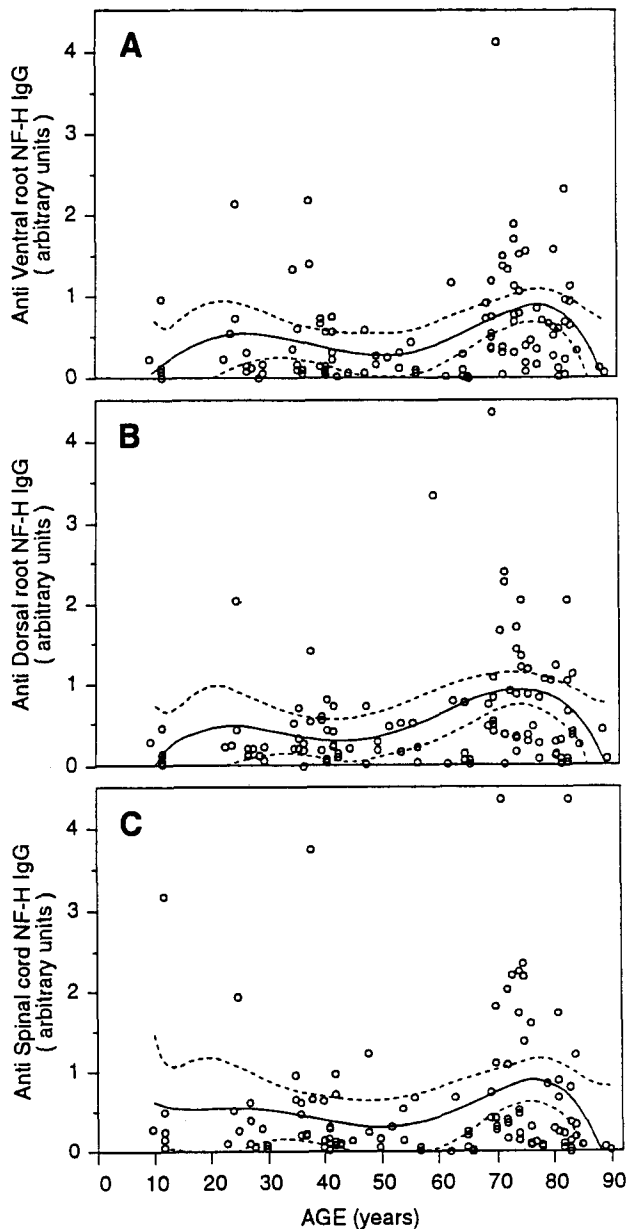 A
Anti Ventral root NF-H IgG
( arbitrary units )
4
3
2
1
0
B
Anti Dorsal root NF-H IgG
( arbitrary units )
4
3
2
1
0
C
Anti Spinal cord NF-H IgG
( arbitrary units )
4
3
2
1
0
0 10 20 30 40 50 60 70 80 90
AGE (years)